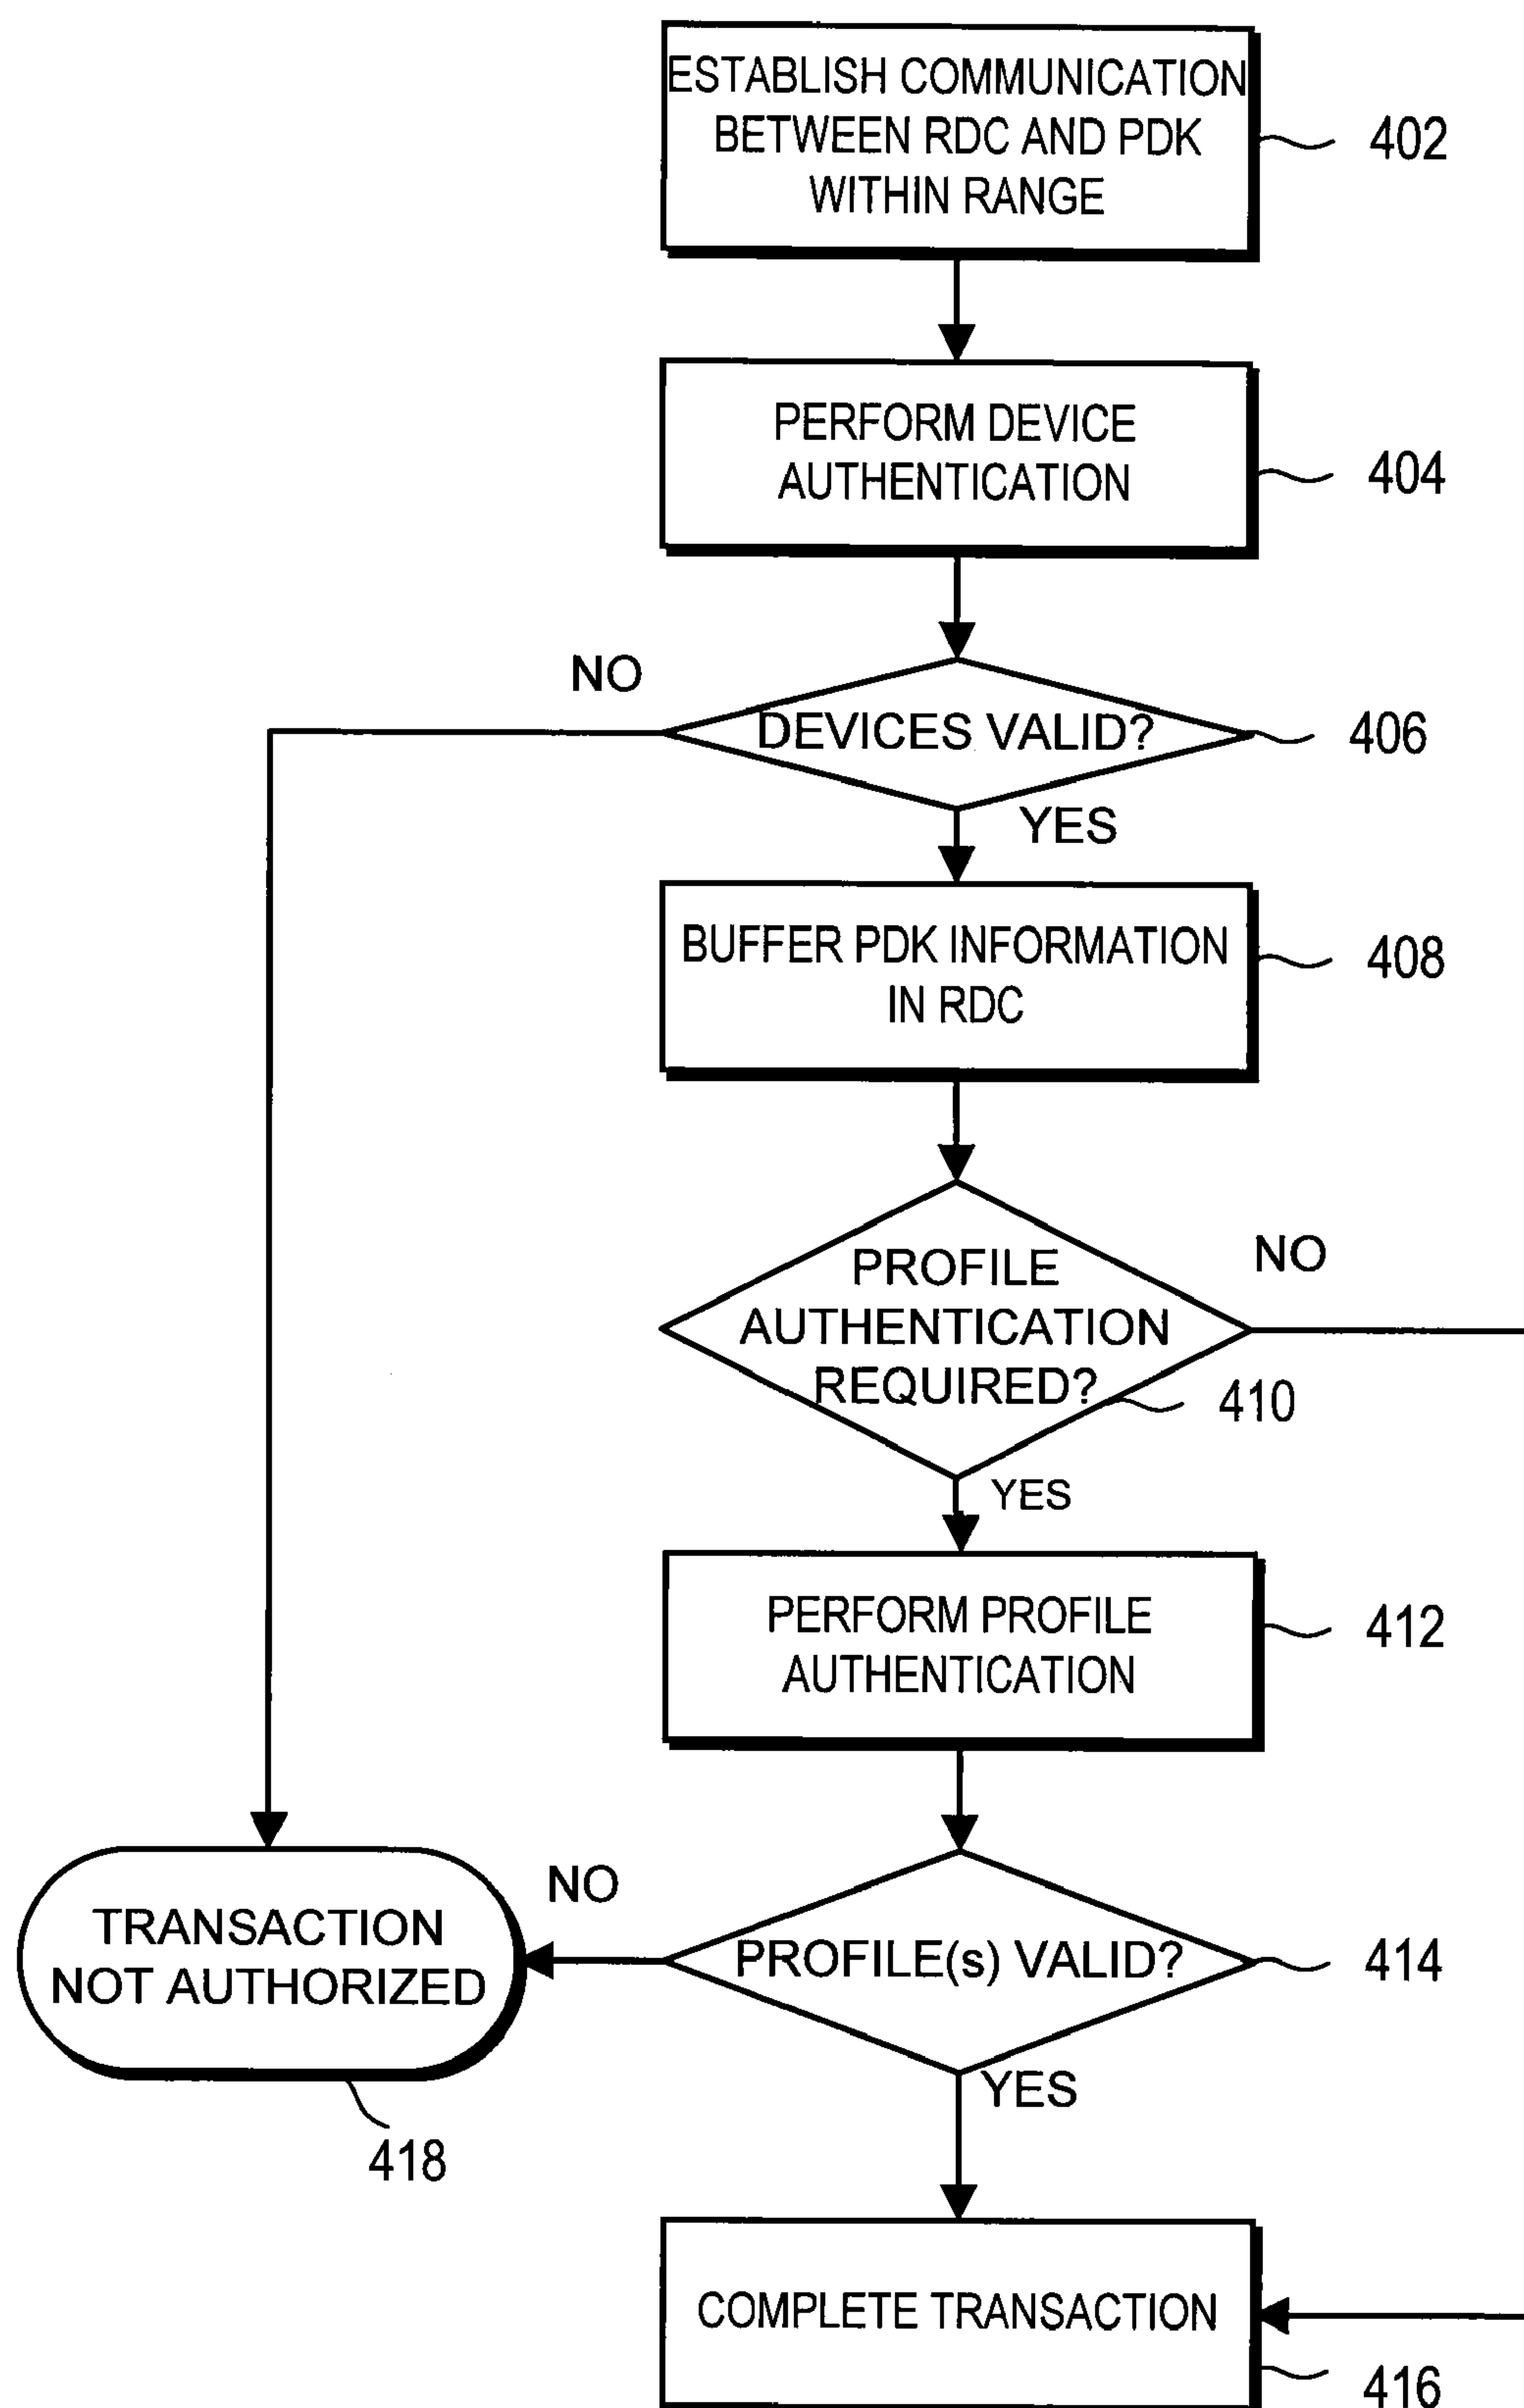 ESTABLISH COMMUNICATION
BETWEEN RDC AND PDK
WITHIN RANGE
402
PERFORM DEVICE
AUTHENTICATION
404
NO
DEVICES VALID?
406
YES
BUFFER PDK INFORMATION
IN RDC
408
PROFILE
AUTHENTICATION
REQUIRED?
NO
410
YES
PERFORM PROFILE
AUTHENTICATION
412
TRANSACTION
NOT AUTHORIZED
418
NO
PROFILE(s) VALID?
414
YES
COMPLETE TRANSACTION
416